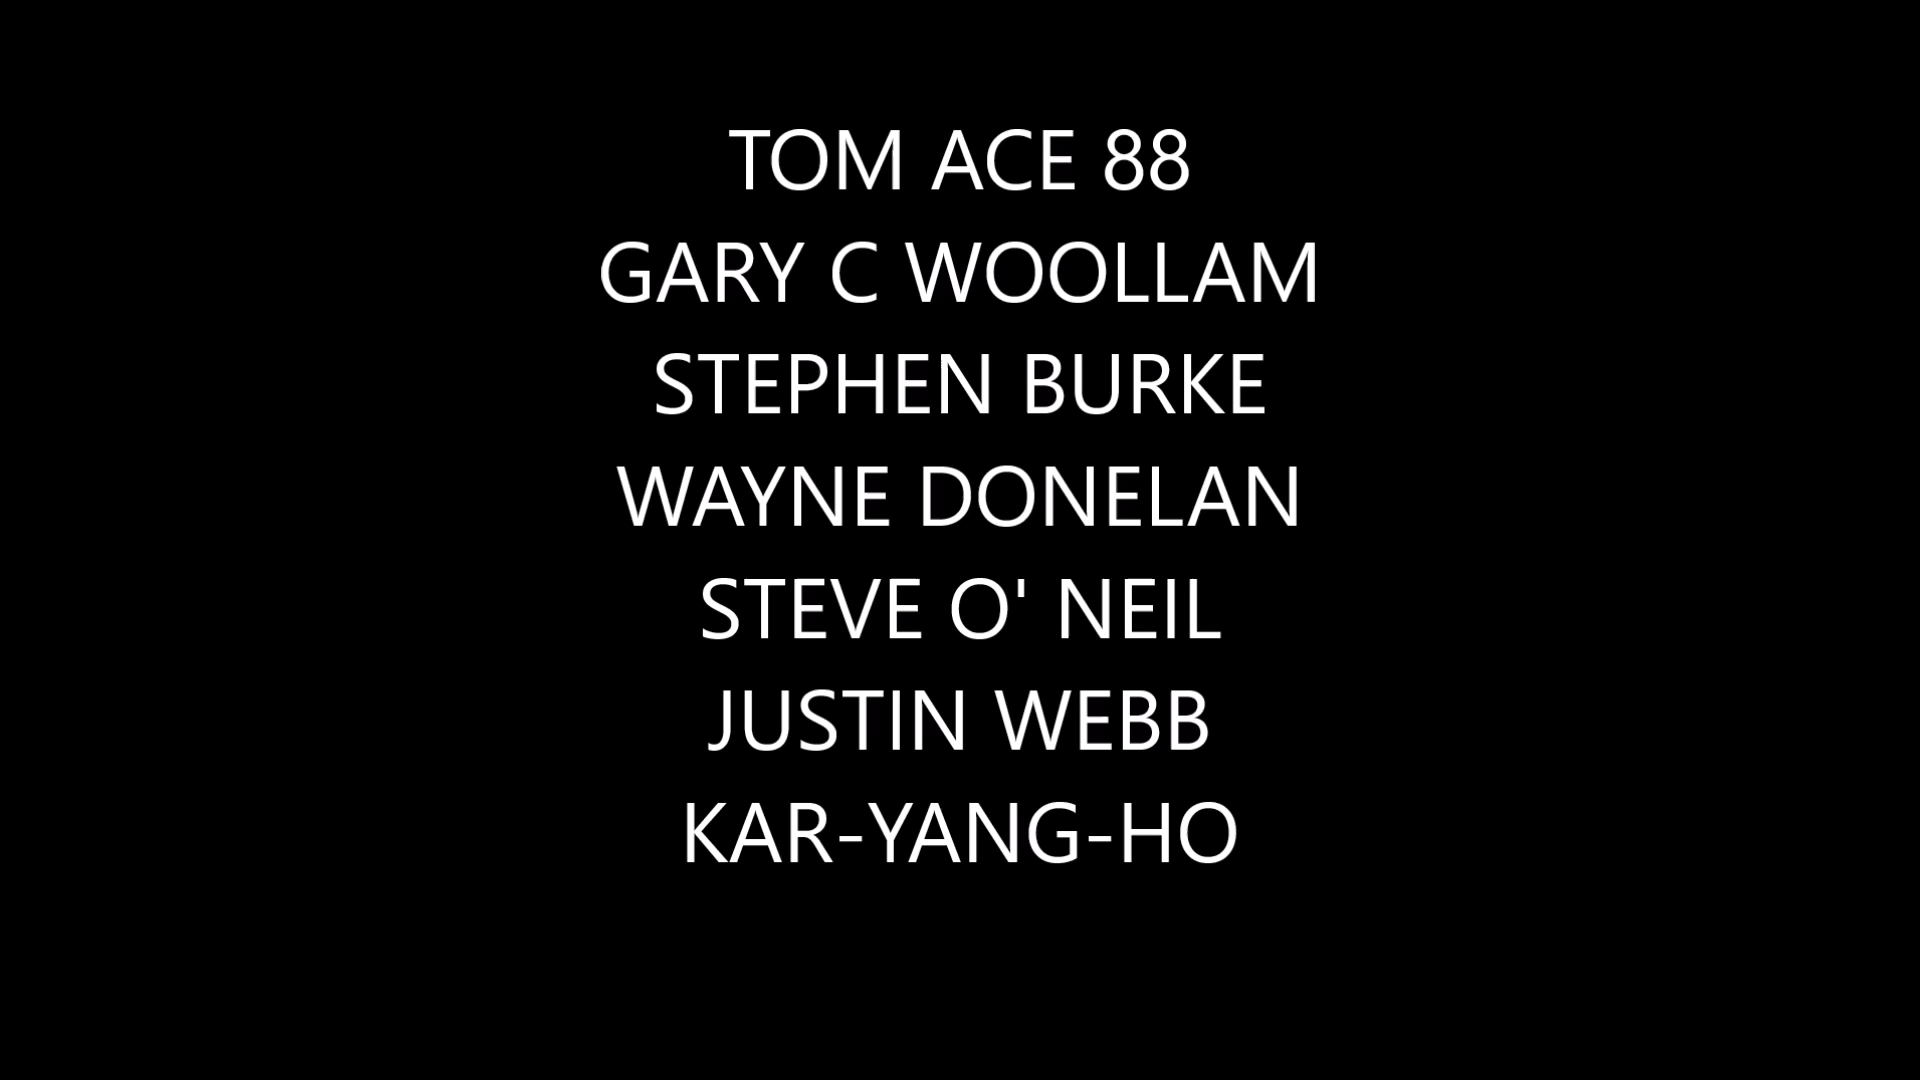 TOM ACE 88
GARY C WOOLLAM
STEPHEN BURKE
WAYNE DONELAN
STEVE O' NEIL
JUSTIN WEBB
KAR-YANG-HO